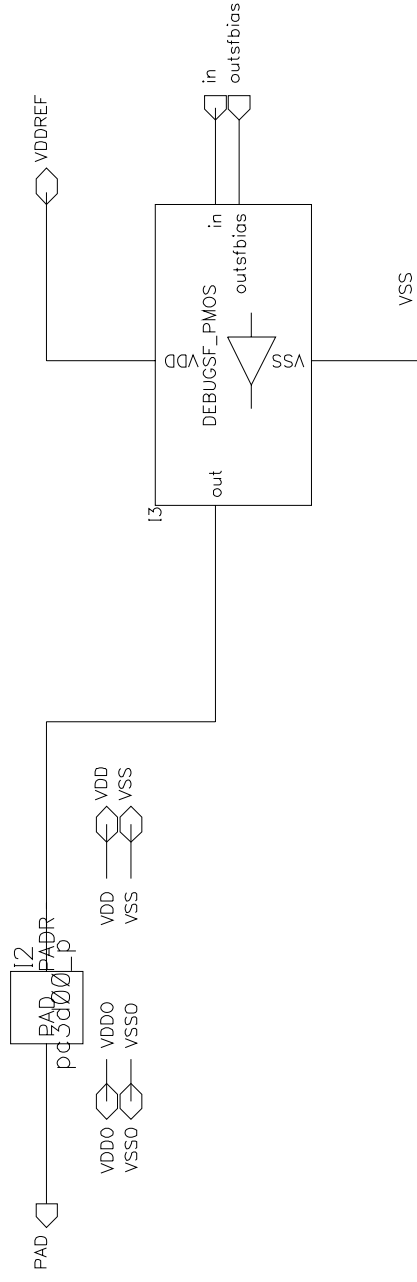 VDDREF
in
outsfbias
in
outsfbias
VDD
DEBUGSF_PMOS
VSS
VSS
out
I3
VDD
VSS
VDD
VSS
I2
PADR
PAD
pc3d00_p
VDDO
VSSO
VDDO
VSSO
PAD